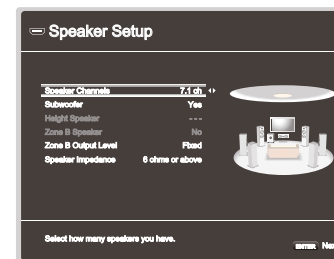 Speaker Setup
Speaker Channels 7.1 ch
Subwoofer Yes
Height Speaker ---
Zone B Speaker No
Zone B Output Level Fixed
Speaker Impedance 6 ohms or above
Select how many speakers you have.
ENTER